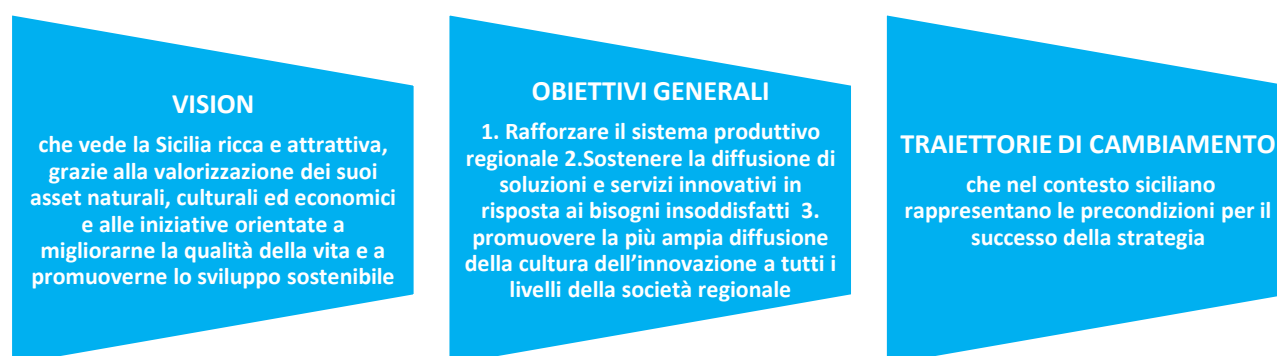 VISION
che vede la Sicilia ricca e attrattiva,
grazie alla valorizzazione dei suoi
asset naturali, culturali ed economici
e alle iniziative orientate a
migliorarne la qualità della vita e a
promuoverne lo sviluppo sostenibile
OBIETTIVI GENERALI
1. Rafforzare il sistema produttivo
regionale 2.Sostenere la diffusione di
soluzioni e servizi innovativi in
risposta ai bisogni insoddisfatti 3.
promuovere la più ampia diffusione
della cultura dell'innovazione a tutti i
livelli della società regionale
TRAIETTORIE DI CAMBIAMENTO
che nel contesto siciliano
rappresentano le precondizioni per il
successo della strategia